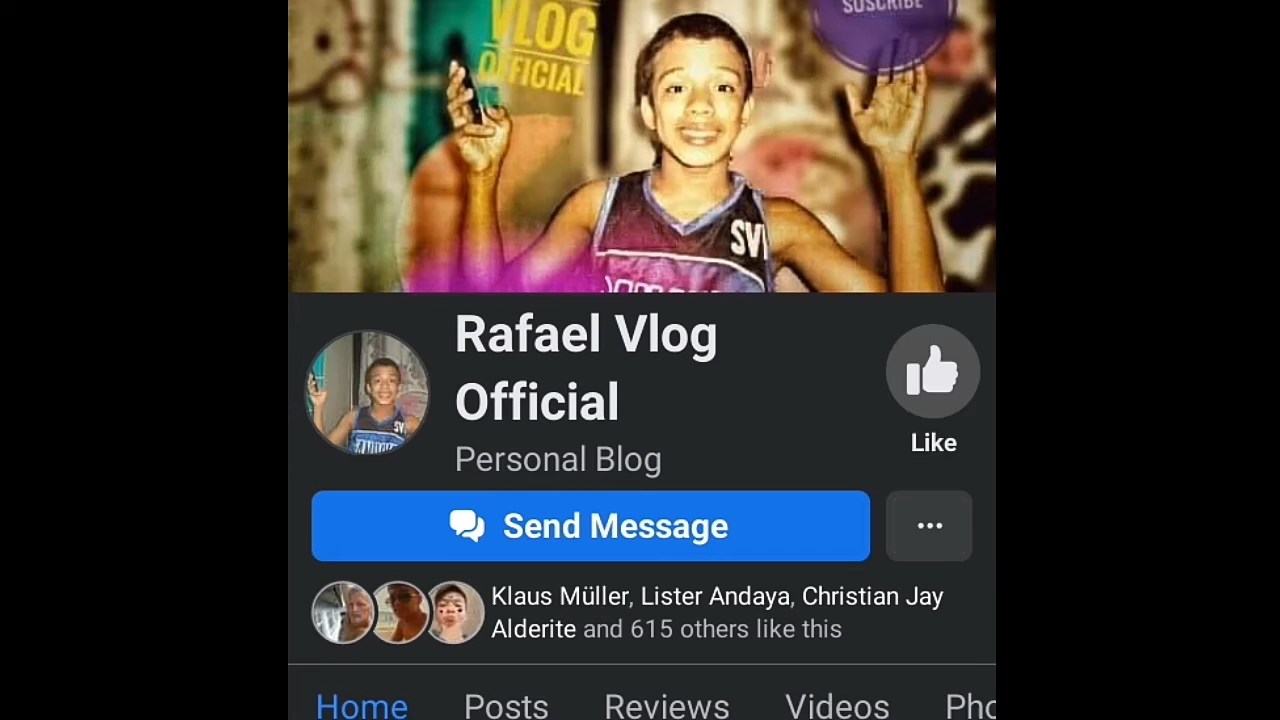 SUSCRIBE
VLOG
OFFICIAL
SV
Rafael Vlog
Official
Personal Blog
Like
Send Message
Klaus Müller, Lister Andaya, Christian Jay
Alderite and 615 others like this
Home Posts Reviews Videos Pho